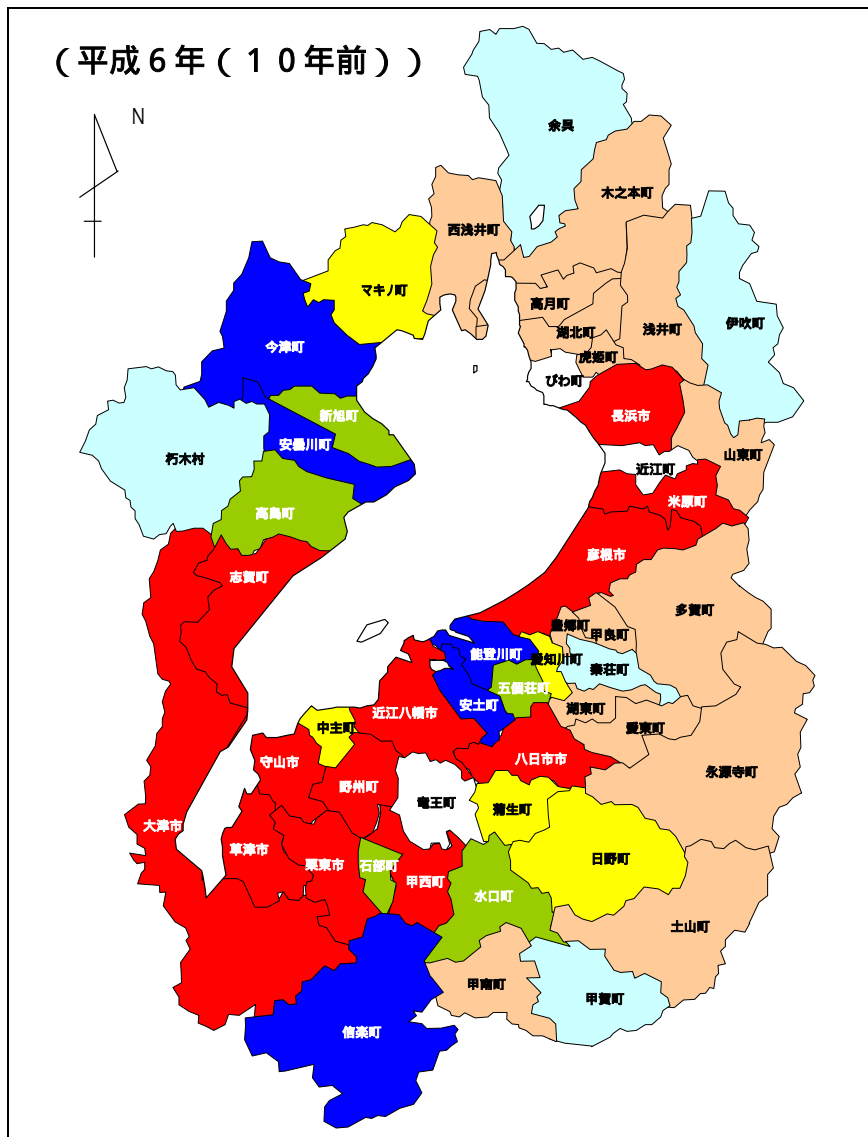 （平成６年（１０年前））
N
余呉
木之本町
西浅井町
マキノ町
高月町
伊吹町
湖北町
浅井町
今津町
虎姫町
びわ町
新旭町
長浜市
安曇川町
山東町
朽木村
近江町
米原町
高島町
彦根市
志賀町
多賀町
豊郷町
甲良町
能登川町
愛知川町
秦荘町
五個荘町
安土町
湖東町
近江八幡市
中主町
愛東町
守山市
八日市市
永源寺町
野州町
竜王町
蒲生町
大津市
草津市
日野町
栗東市
石部町
甲西町
水口町
土山町
甲南町
甲賀町
信楽町